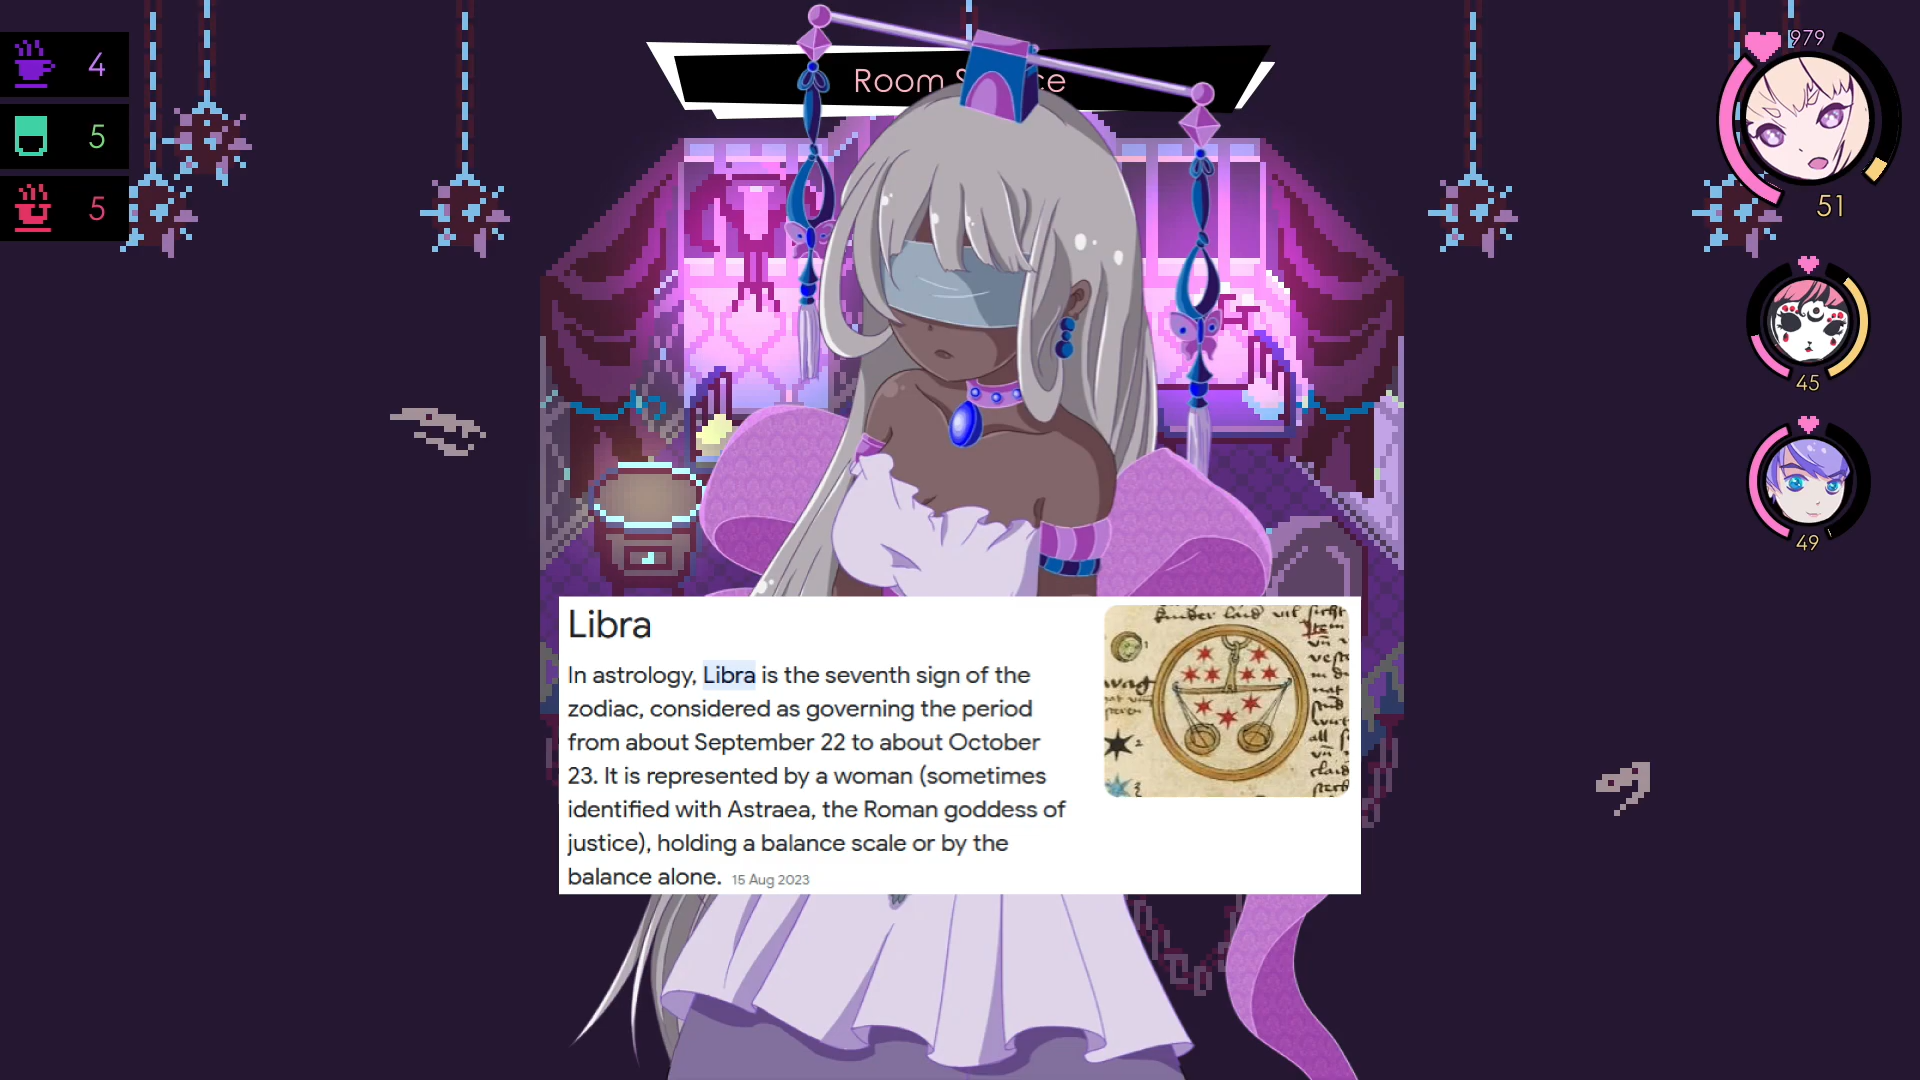 4
5
5
Room
979
51
45
49
Libra
In astrology, Libra is the seventh sign of the
zodiac, considered as governing the period
from about September 22 to about October
23. It is represented by a woman (sometimes
identified with Astraea, the Roman goddess of
justice), holding a balance scale or by the
balance alone. 15 Aug 2023